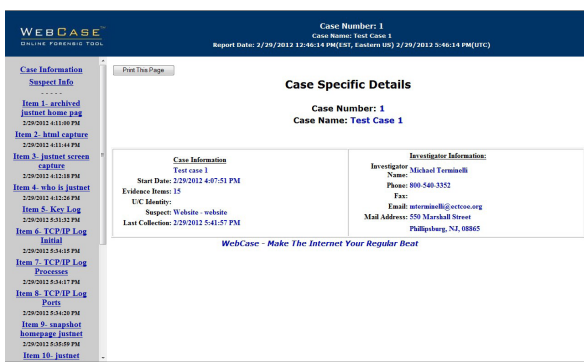 WEBCASE™
ONLINE FORENSIC TOOL
Case
Number: 1
Case Name: Test Case 1
Report Date: 2/29/2012 12:46:14 PM(EST, Eastern US) 2/29/2012 5:46:14 PM(UTC)
Case Information
Suspect Info
- - - - -
Item 1- archived
justnet home pag
2/29/2012 4:11:00 PM
Item 2- html capture
2/29/2012 4:11:44 PM
Item 3- justnet screen
capture
2/29/2012 4:12:18 PM
Item 4- who is justnet
2/29/2012 4:12:26 PM
Item 5- Key Log
2/29/2012 5:31:32 PM
Item 6- TCP/IP Log
Initial
2/29/2012 5:34:15 PM
Item 7- TCP/IP Log
Processes
2/29/2012 5:34:17 PM
Item 8- TCP/IP Log
Ports
2/29/2012 5:34:20 PM
Item 9- snapshot
homepage justnet
2/29/2012 5:35:59 PM
Item 10- justnet
Print This Page
Case Specific Details
Case Number: 1
Case Name: Test Case 1
Case Information
Test case 1
Start Date: 2/29/2012 4:07:51 PM
Evidence Items: 15
U/C Identity:
Suspect: Website - website
Last Collection: 2/29/2012 5:41:57 PM
Investigator Information:
Investigator Name: Michael Terminelli
Phone: 800-540-3352
Fax:
Email: mterminelli@ectcoe.org
Mail Address: 550 Marshall Street
Phillipsburg, NJ, 08865
WebCase - Make The Internet Your Regular Beat